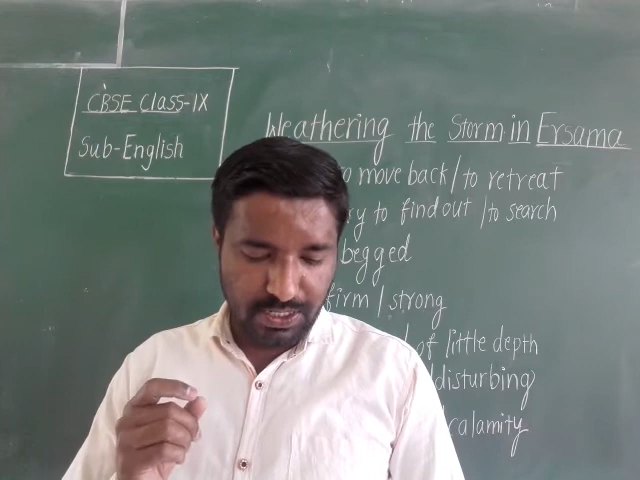 CBSE Class-IX
Sub-English
Weathering the Storm in Ersama
to move back/to retreat
to find out /to search
begged
firm / strong
of little depth
disturbing
calamity